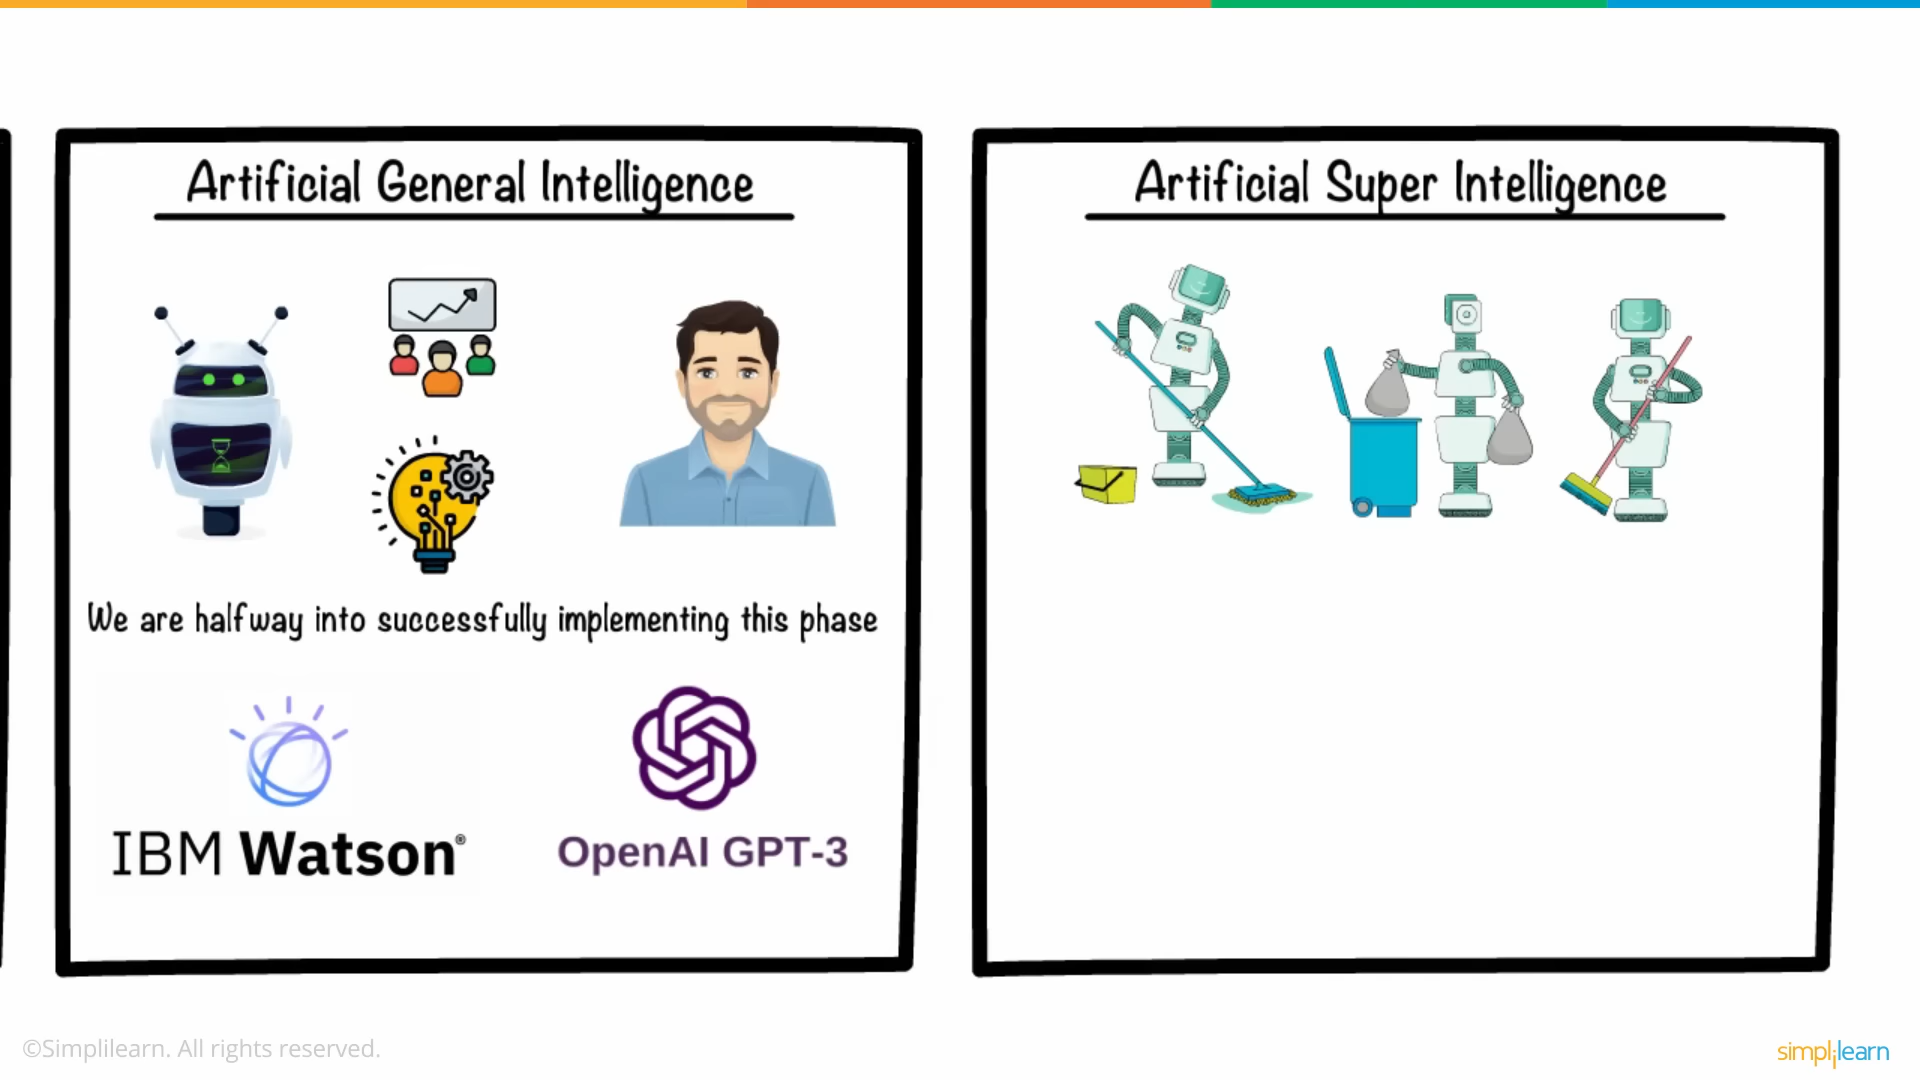 Artificial General Intelligence
We are halfway into successfully implementing this phase
IBM Watson®
OpenAI GPT-3
Artificial Super Intelligence
©Simplilearn. All rights reserved.
simplilearn